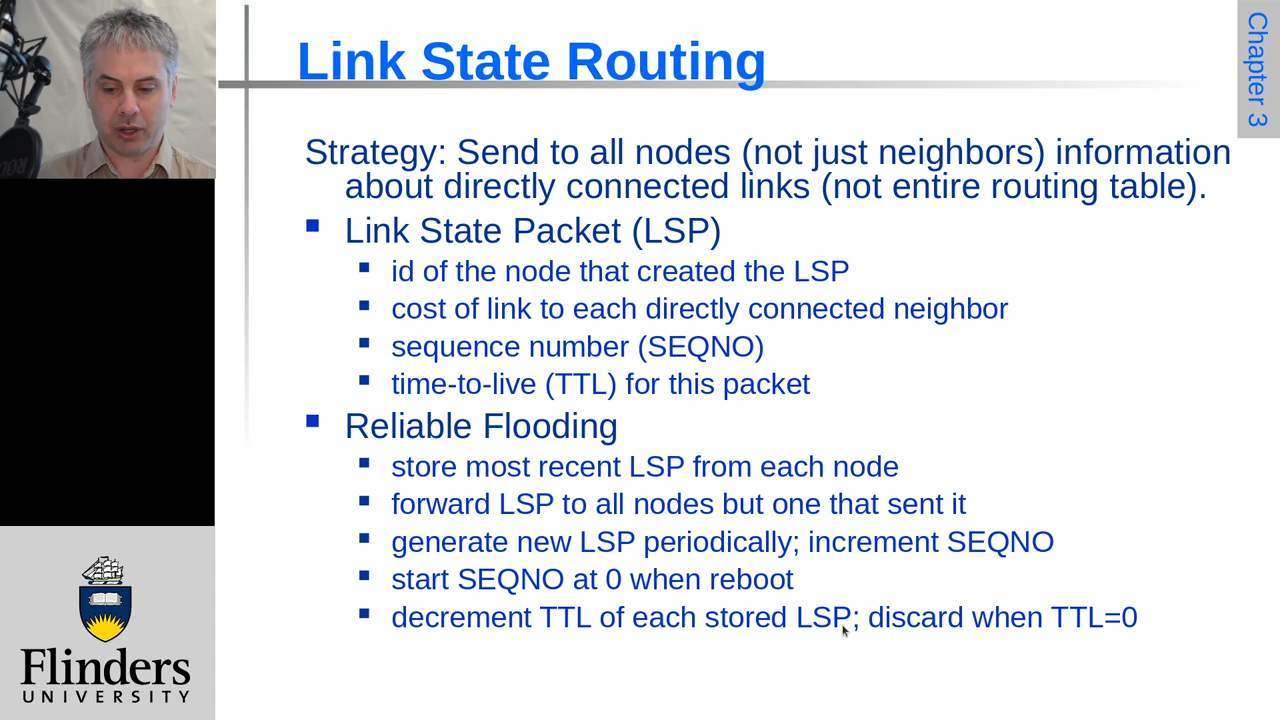 Link State Routing
Chapter 3
Strategy: Send to all nodes (not just neighbors) information
about directly connected links (not entire routing table).
Link State Packet (LSP)
id of the node that created the LSP
cost of link to each directly connected neighbor
sequence number (SEQNO)
time-to-live (TTL) for this packet
Reliable Flooding
store most recent LSP from each node
forward LSP to all nodes but one that sent it
generate new LSP periodically; increment SEQNO
start SEQNO at 0 when reboot
decrement TTL of each stored LSP; discard when TTL=0
Flinders
UNIVERSITY